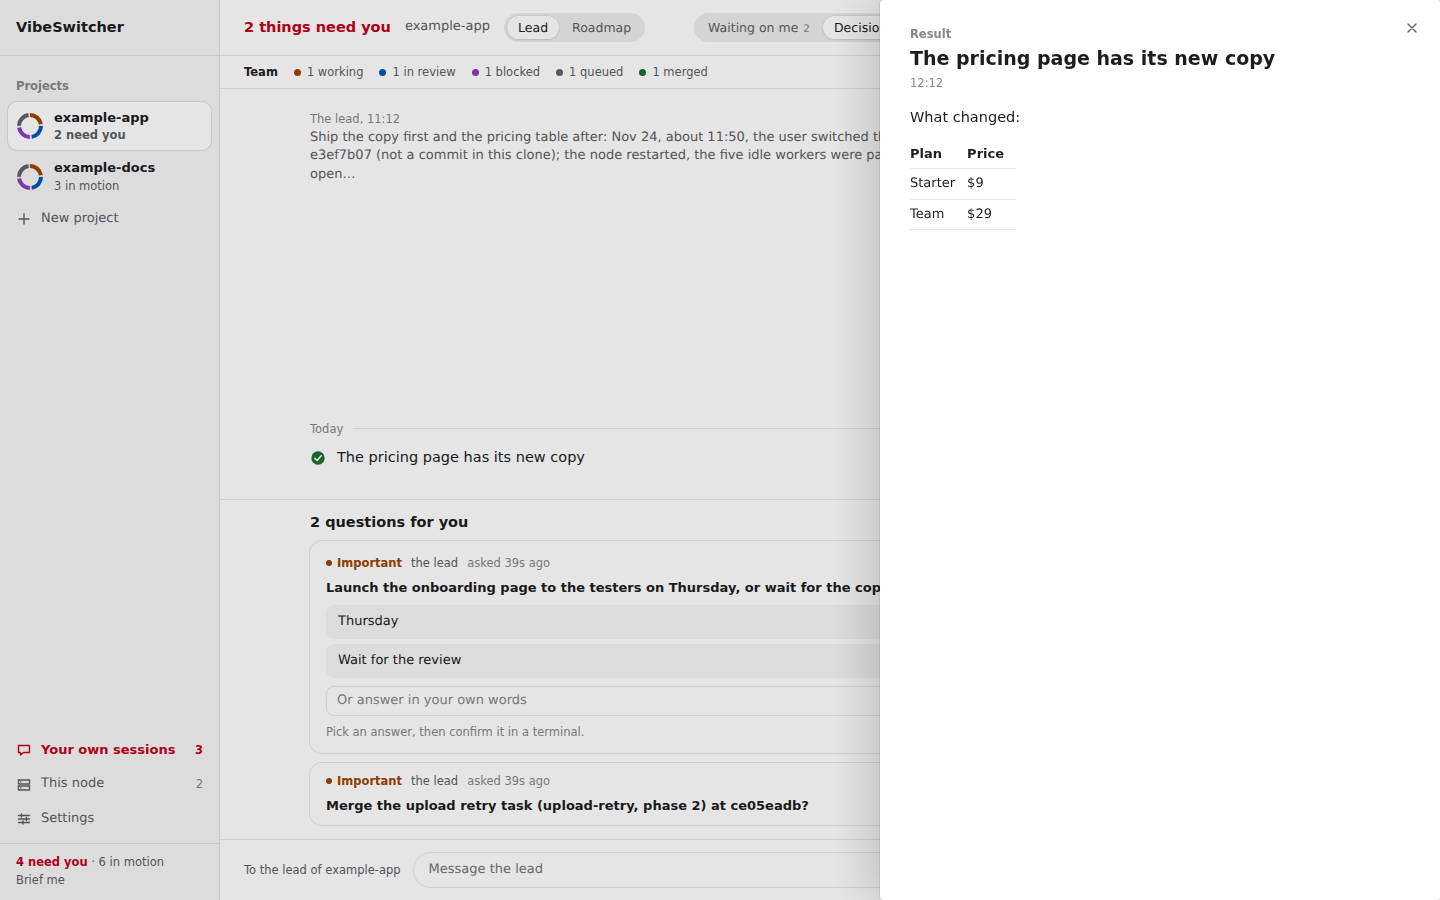 VibeSwitcher
Projects
example-app
2 need you
example-docs
3 in motion
New project
Your own sessions 3
This node 2
Settings
4 need you · 6 in motion
Brief me
2 things need you example-app Lead Roadmap Waiting on me 2 Decisio
Team 1 working 1 in review 1 blocked 1 queued 1 merged
The lead, 11:12
Ship the copy first and the pricing table after: Nov 24, about 11:50, the user switched
e3ef7b07 (not a commit in this clone); the node restarted, the five idle workers were
open…
Today
The pricing page has its new copy
2 questions for you
Important the lead asked 39s ago
Launch the onboarding page to the testers on Thursday, or wait for the cop
Thursday
Wait for the review
Or answer in your own words
Pick an answer, then confirm it in a terminal.
Important the lead asked 39s ago
Merge the upload retry task (upload-retry, phase 2) at ce05eadb?
To the lead of example-app Message the lead
Result
The pricing page has its new copy
12:12
What changed:
Plan Price
Starter $9
Team $29